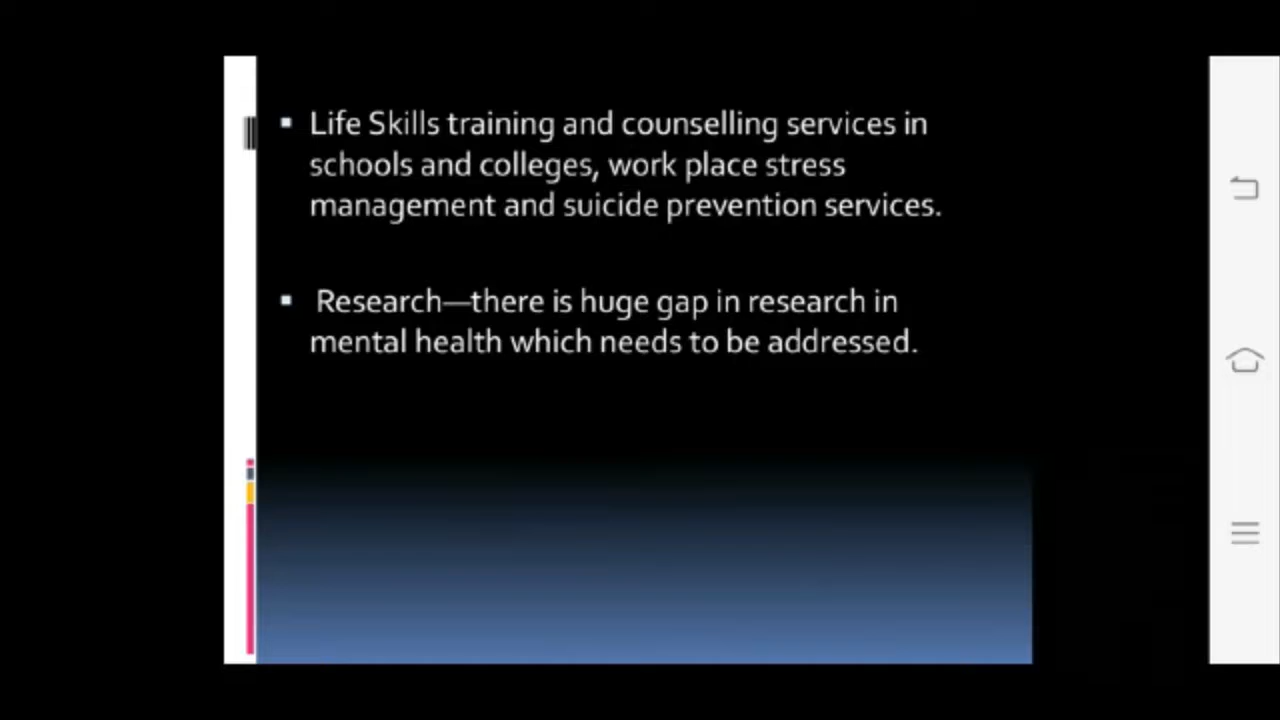 ▪ Life Skills training and counselling services in
schools and colleges, work place stress
management and suicide prevention services.
▪ Research—there is huge gap in research in
mental health which needs to be addressed.